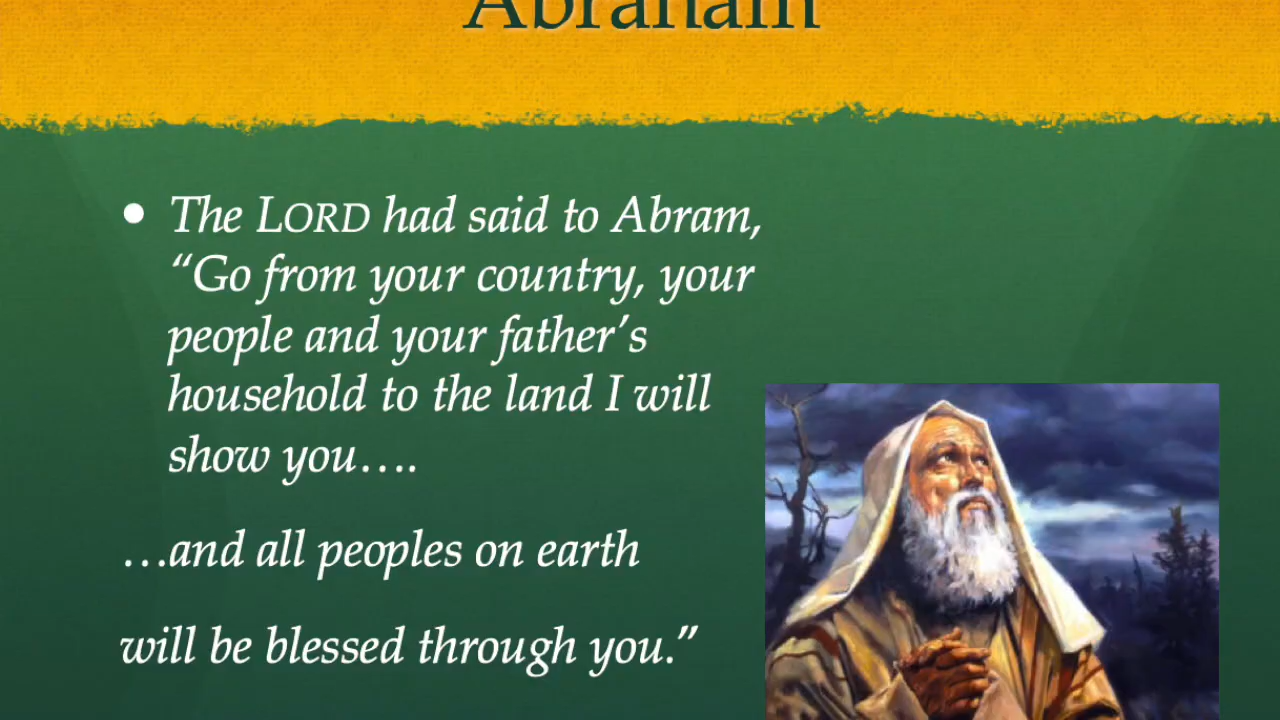 Abraham
• The LORD had said to Abram,
“Go from your country, your
people and your father’s
household to the land I will
show you….
…and all peoples on earth
will be blessed through you.”